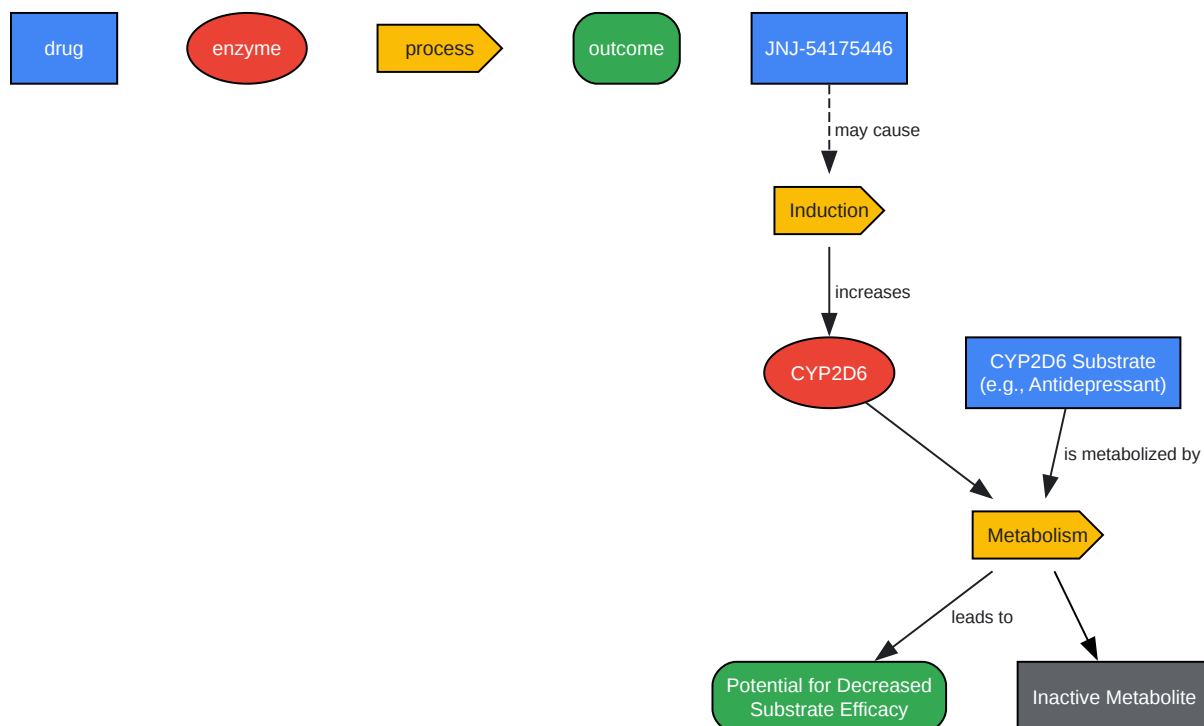 drug
enzyme
process
outcome
JNJ-54175446
may cause
Induction
increases
CYP2D6
CYP2D6 Substrate
(e.g., Antidepressant)
is metabolized by
Metabolism
leads to
Potential for Decreased
Substrate Efficacy
Inactive Metabolite